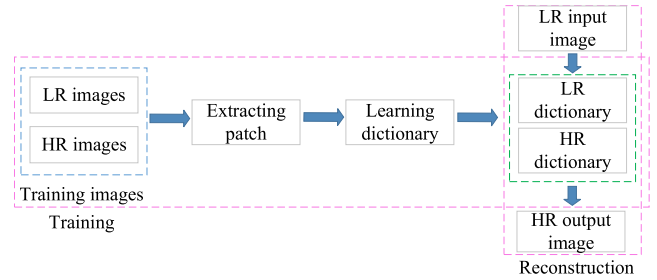 LR input
image
LR images
HR images
Training images
Training
Extracting
patch
Learning
dictionary
LR
dictionary
HR
dictionary
HR output
image
Reconstruction